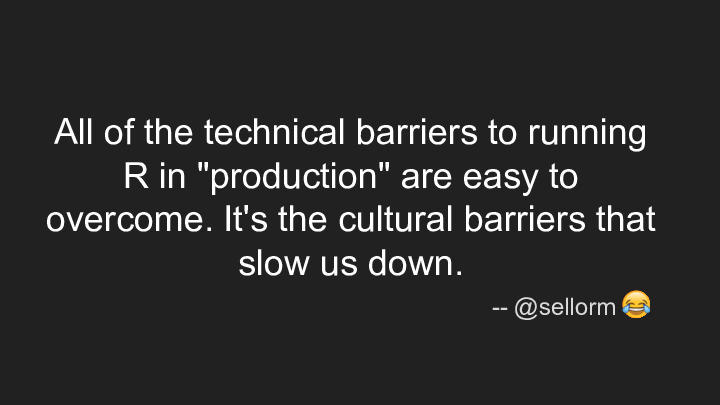 All of the technical barriers to running
R in "production" are easy to
overcome. It's the cultural barriers that
slow us down.
-- @sellorm 😂